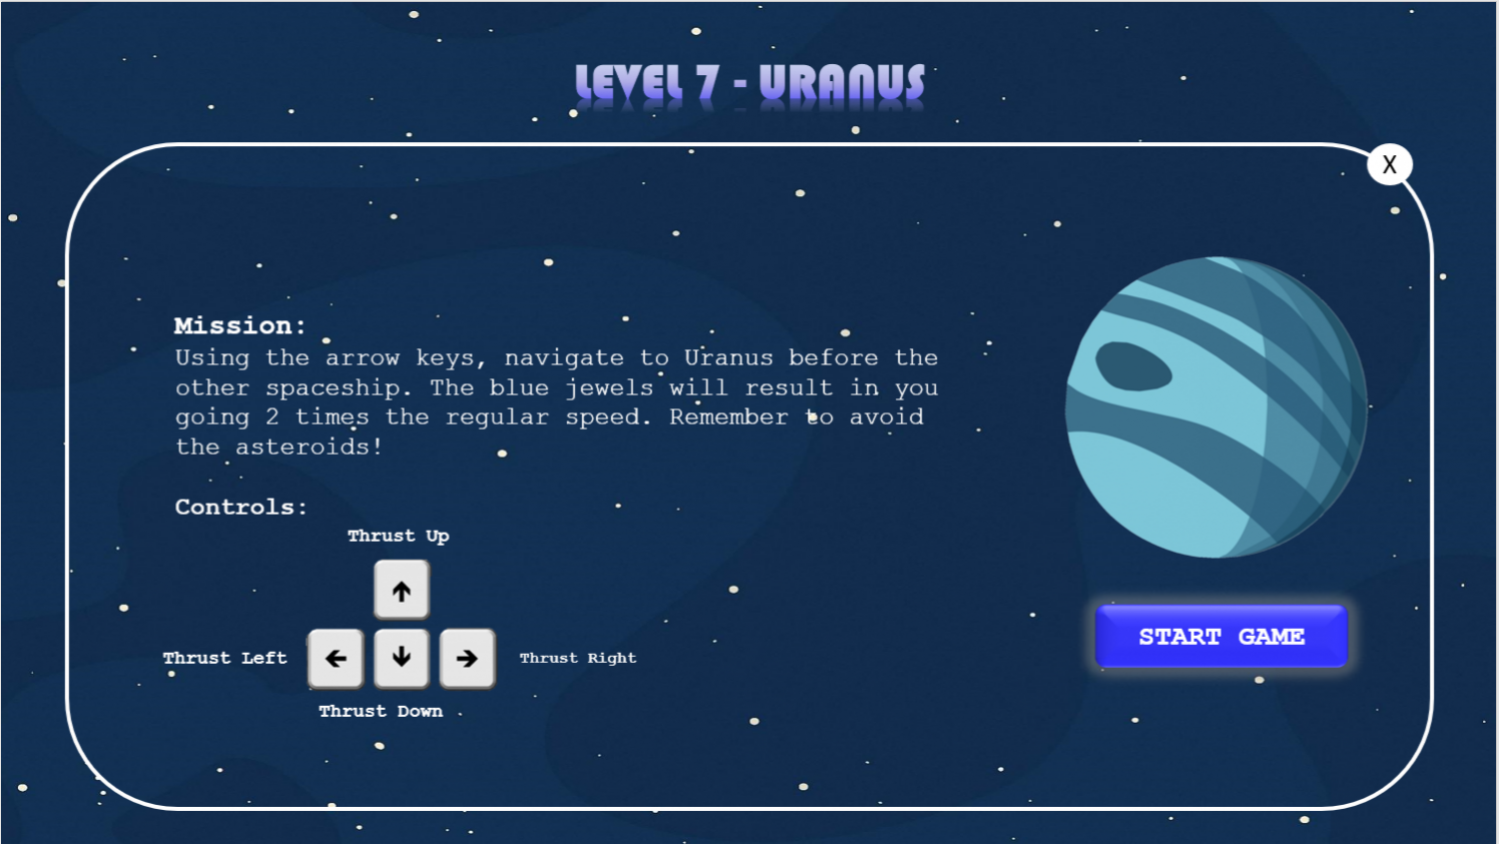 LEVEL 7 - URANUS
X
Mission:
Using the arrow keys, navigate to Uranus before the
other spaceship. The blue jewels will result in you
going 2 times the regular speed. Remember to avoid
the asteroids!
Controls:
Thrust Up
↑
Thrust Left ← ↓ → Thrust Right
Thrust Down
START GAME